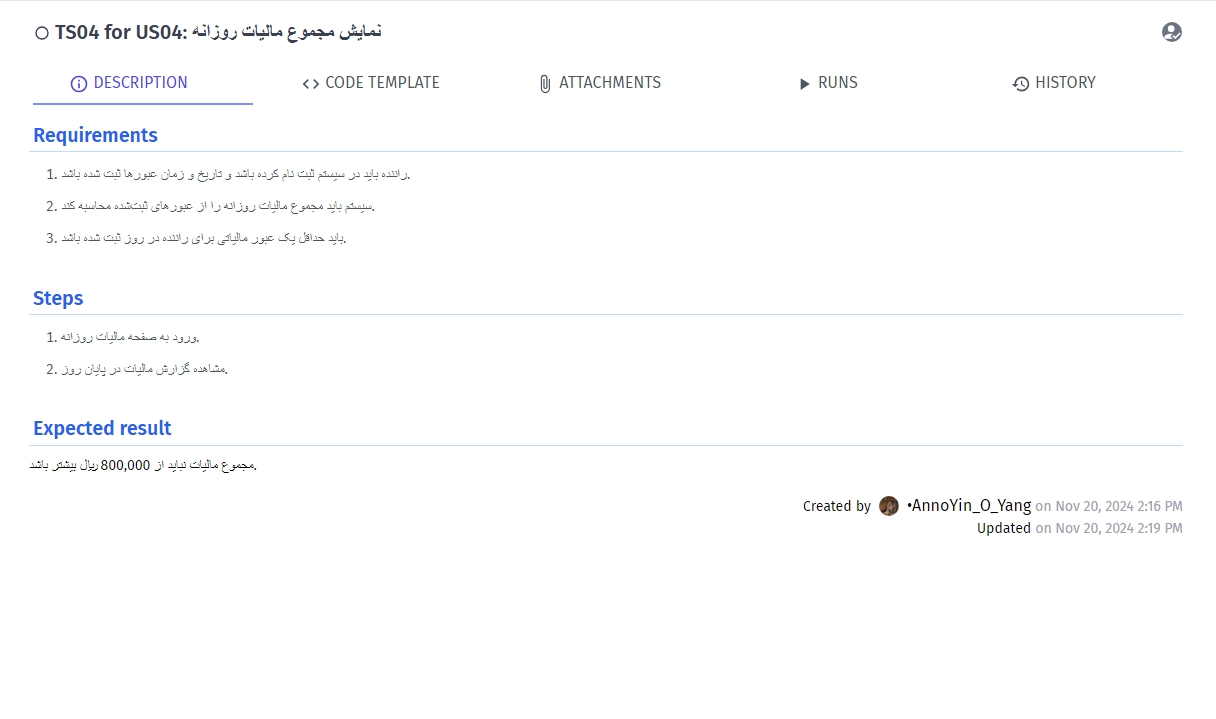 TS04 for US04: نمایش مجموع مالیات روزانه
DESCRIPTION
CODE TEMPLATE
ATTACHMENTS
RUNS
HISTORY
Requirements
1. راننده باید در سیستم ثبت نام کرده باشد و تاریخ و زمان عبورها ثبت شده باشد.
2. سیستم باید مجموع مالیات روزانه را از عبورهای ثبت‌شده محاسبه کند.
3. باید حداقل یک عبور مالیاتی برای راننده در روز ثبت شده باشد.
Steps
1. ورود به صفحه مالیات روزانه.
2. مشاهده گزارش مالیات در پایان روز.
Expected result
مجموع مالیات نباید از 800,000 ریال بیشتر باشد.
Created by •AnnoYin_O_Yang on Nov 20, 2024 2:16 PM
Updated on Nov 20, 2024 2:19 PM